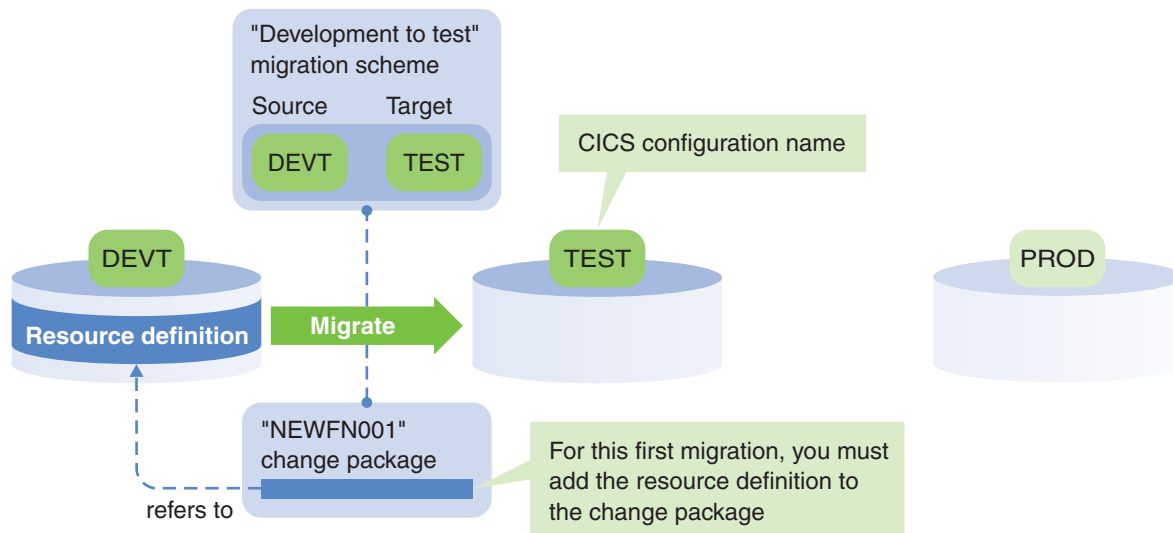 "Development to test"
migration scheme
Source Target
DEVT TEST
CICS configuration name
DEVT
TEST
PROD
Resource definition
Migrate
"NEWFN001"
change package
refers to
For this first migration, you must
add the resource definition to
the change package